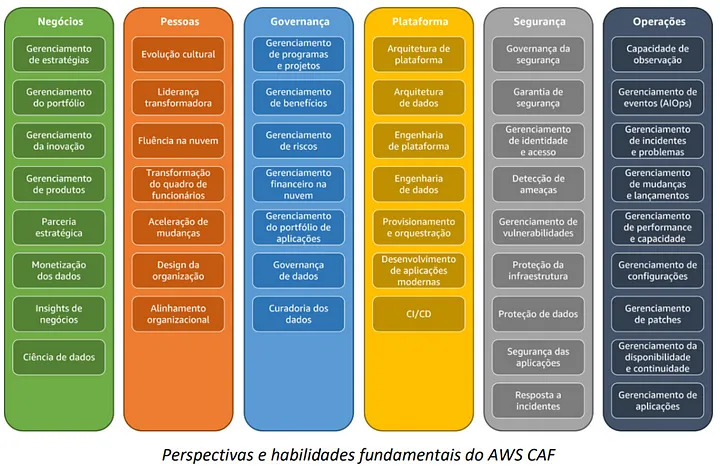 Negócios
Gerenciamento
de estratégias
Gerenciamento
do portfólio
Gerenciamento
da inovação
Gerenciamento
de produtos
Parceria
estratégica
Monetização
dos dados
Insights de
negócios
Ciência de dados
Pessoas
Evolução cultural
Liderança
transformadora
Fluência na nuvem
Transformação
do quadro de
funcionários
Aceleração de
mudanças
Design da
organização
Alinhamento
organizacional
Governança
Gerenciamento
de programas
e projetos
Gerenciamento
de benefícios
Gerenciamento
de riscos
Gerenciamento
financeiro na
nuvem
Gerenciamento
do portfólio de
aplicações
Governança
de dados
Curadoria dos
dados
Plataforma
Arquitetura de
plataforma
Arquitetura
de dados
Engenharia
de plataforma
Engenharia
de dados
Provisionamento
e orquestração
Desenvolvimento
de aplicações
modernas
CI/CD
Segurança
Governança da
segurança
Garantia de
segurança
Gerenciamento
de identidade
e acesso
Detecção de
ameaças
Gerenciamento de
vulnerabilidades
Proteção da
infraestrutura
Proteção de dados
Segurança das
aplicações
Resposta a
incidentes
Operações
Capacidade de
observação
Gerenciamento de
eventos (AIOps)
Gerenciamento
de incidentes
e problemas
Gerenciamento
de mudanças
e lançamentos
Gerenciamento
de performance
e capacidade
Gerenciamento de
configurações
Gerenciamento
de patches
Gerenciamento da
disponibilidade
e continuidade
Gerenciamento de
aplicações
Perspectivas e habilidades fundamentais do AWS CAF